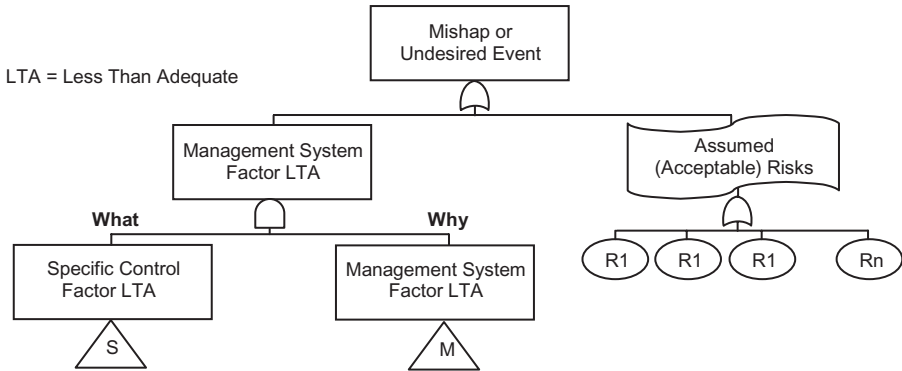 Mishap or
Undesired Event
LTA = Less Than Adequate
Management System
Factor LTA
Assumed
(Acceptable) Risks
What
Why
Specific Control
Factor LTA
Management System
Factor LTA
R1
R1
R1
Rn
S
M